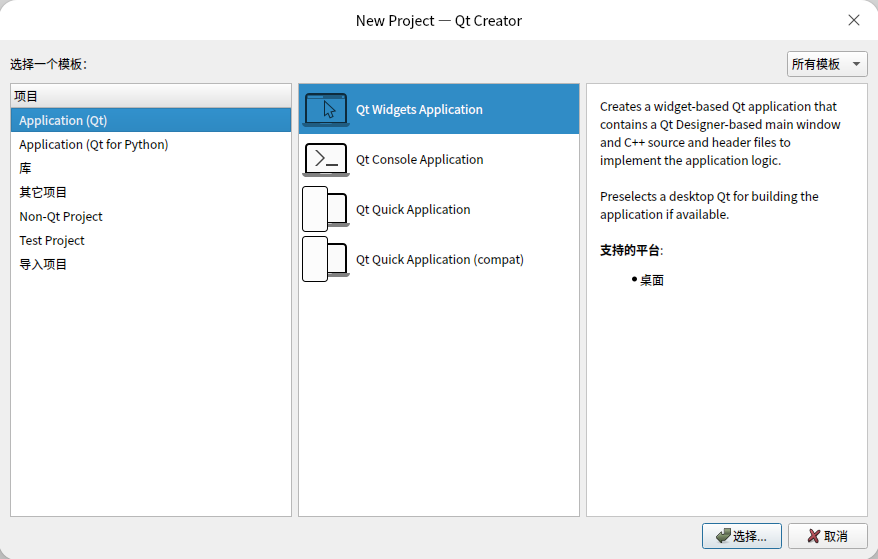 New Project — Qt Creator
选择一个模板：
所有模板
项目
Application (Qt)
Application (Qt for Python)
库
其它项目
Non-Qt Project
Test Project
导入项目
Qt Widgets Application
Qt Console Application
Qt Quick Application
Qt Quick Application (compat)
Creates a widget-based Qt application that
contains a Qt Designer-based main window
and C++ source and header files to
implement the application logic.
Preselects a desktop Qt for building the
application if available.
支持的平台:
• 桌面
选择...
取消